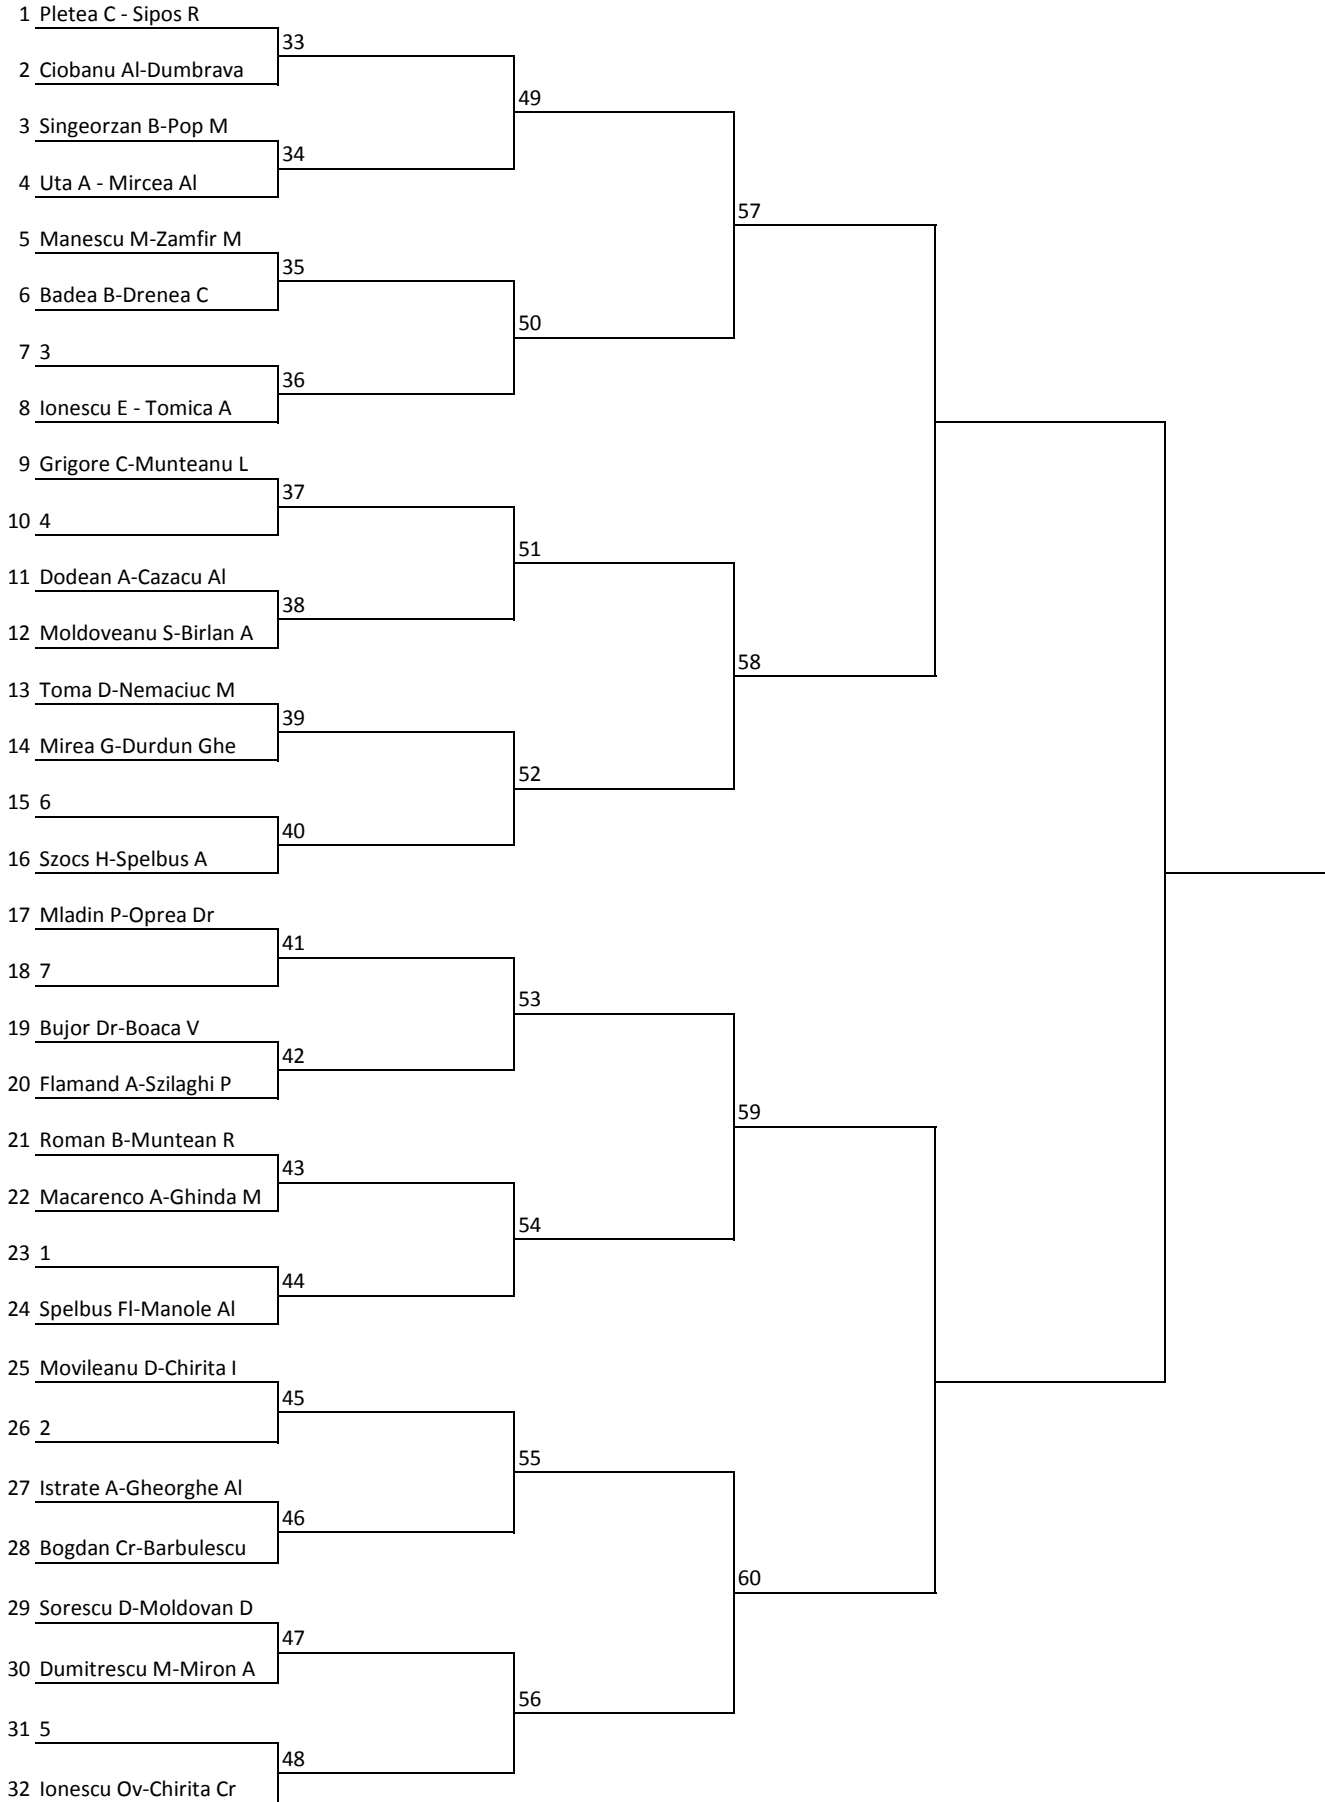 1 Pletea C - Sipos R
33
2 Ciobanu Al-Dumbrava
49
3 Singeorzan B-Pop M
34
4 Uta A - Mircea Al
57
5 Manescu M-Zamfir M
35
6 Badea B-Drenea C
50
7 3
36
8 Ionescu E - Tomica A
9 Grigore C-Munteanu L
37
10 4
51
11 Dodean A-Cazacu Al
38
12 Moldoveanu S-Birlan A
58
13 Toma D-Nemaciuc M
39
14 Mirea G-Durdun Ghe
52
15 6
40
16 Szocs H-Spelbus A
17 Mladin P-Oprea Dr
41
18 7
53
19 Bujor Dr-Boaca V
42
20 Flamand A-Szilaghi P
59
21 Roman B-Muntean R
43
22 Macarenco A-Ghinda M
54
23 1
44
24 Spelbus Fl-Manole Al
25 Movileanu D-Chirita I
45
26 2
55
27 Istrate A-Gheorghe Al
46
28 Bogdan Cr-Barbulescu
60
29 Sorescu D-Moldovan D
47
30 Dumitrescu M-Miron A
56
31 5
48
32 Ionescu Ov-Chirita Cr